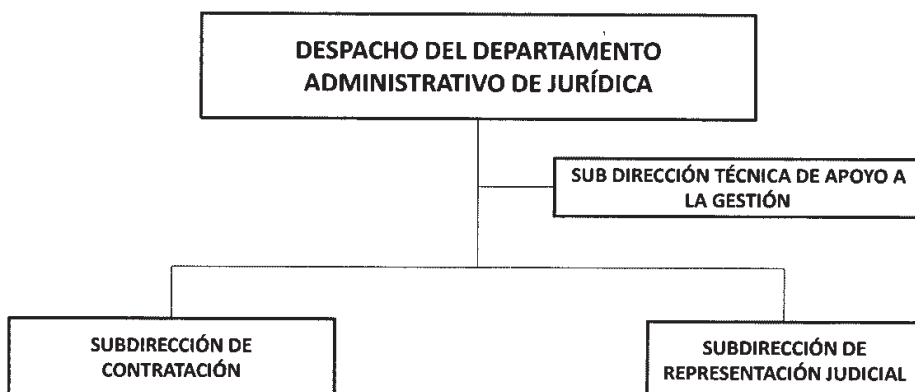 DESPACHO DEL DEPARTAMENTO
ADMINISTRATIVO DE JURÍDICA
SUB DIRECCIÓN TÉCNICA DE APOYO A
LA GESTIÓN
SUBDIRECCIÓN DE
CONTRATACIÓN
SUBDIRECCIÓN DE
REPRESENTACIÓN JUDICIAL